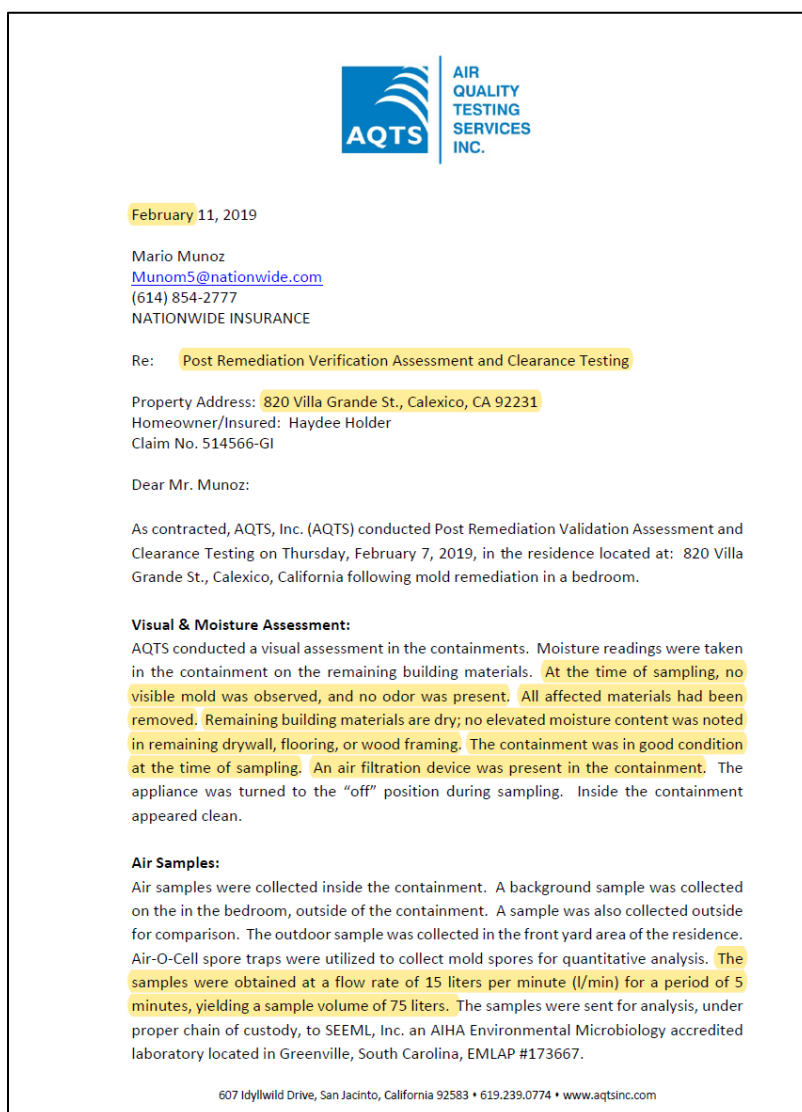 AQTS
AIR
QUALITY
TESTING
SERVICES
INC.
February 11, 2019
Mario Munoz
Munom5@nationwide.com
(614) 854-2777
NATIONWIDE INSURANCE
Re: Post Remediation Verification Assessment and Clearance Testing
Property Address: 820 Villa Grande St., Calexico, CA 92231
Homeowner/Insured: Haydee Holder
Claim No. 514566-GI
Dear Mr. Munoz:
As contracted, AQTS, Inc. (AQTS) conducted Post Remediation Validation Assessment and
Clearance Testing on Thursday, February 7, 2019, in the residence located at: 820 Villa
Grande St., Calexico, California following mold remediation in a bedroom.
Visual & Moisture Assessment:
AQTS conducted a visual assessment in the containments. Moisture readings were taken
in the containment on the remaining building materials. At the time of sampling, no
visible mold was observed, and no odor was present. All affected materials had been
removed. Remaining building materials are dry; no elevated moisture content was noted
in remaining drywall, flooring, or wood framing. The containment was in good condition
at the time of sampling. An air filtration device was present in the containment. The
appliance was turned to the “off” position during sampling. Inside the containment
appeared clean.
Air Samples:
Air samples were collected inside the containment. A background sample was collected
on the in the bedroom, outside of the containment. A sample was also collected outside
for comparison. The outdoor sample was collected in the front yard area of the residence.
Air-O-Cell spore traps were utilized to collect mold spores for quantitative analysis. The
samples were obtained at a flow rate of 15 liters per minute (l/min) for a period of 5
minutes, yielding a sample volume of 75 liters. The samples were sent for analysis, under
proper chain of custody, to SEEML, Inc. an AIHA Environmental Microbiology accredited
laboratory located in Greenville, South Carolina, EMLAP #173667.
607 Idyllwild Drive, San Jacinto, California 92583 • 619.239.0774 • www.aqtsinc.com